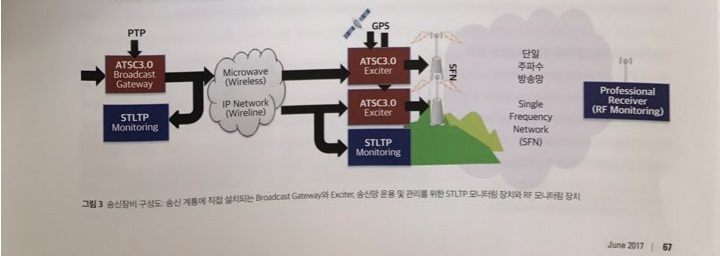 PTP
GPS
ATSC3.0
Broadcast
Gateway
STLTP
Monitoring
Microwave
(Wireless)
IP Network
(Wireline)
ATSC3.0
Exciter
ATSC3.0
Exciter
STLTP
Monitoring
SFN
단일
주파수
방송망
Single
Frequency
Network
(SFN)
Professional
Receiver
(RF Monitoring)
그림 3 송신장비 구성도: 송신 계통에 직접 설치되는 Broadcast Gateway와 Exciter, 송신망 운용 및 관리를 위한 STLTP 모니터링 장치와 RF 모니터링 장치
June 2017 | 67